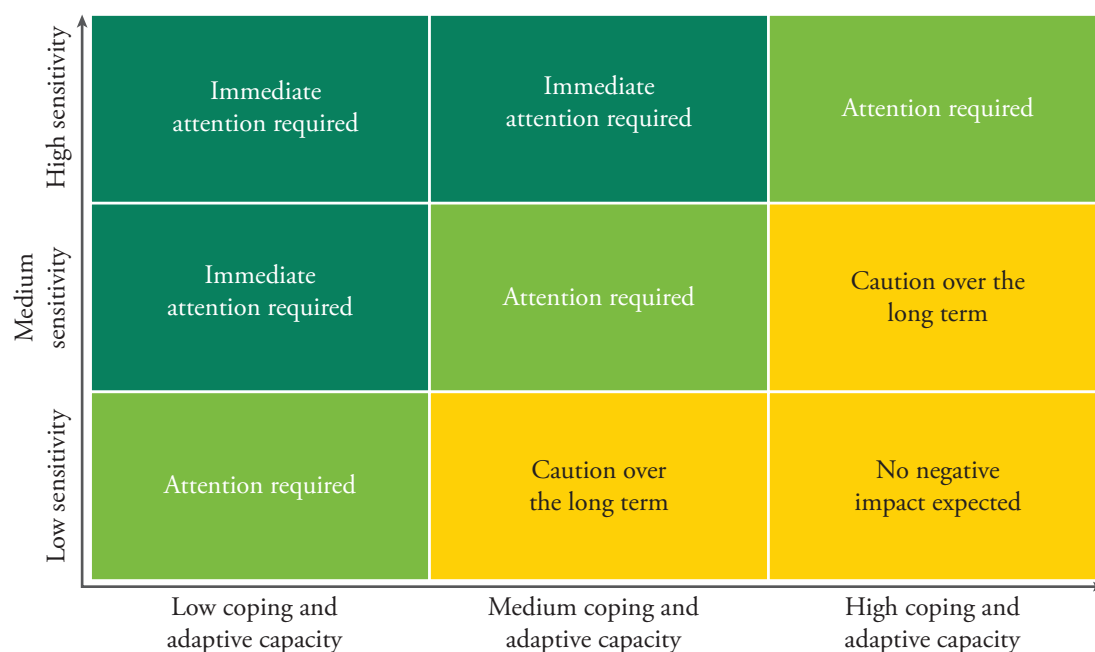 High sensitivity
Immediate
attention required
Immediate
attention required
Attention required
Medium
sensitivity
Immediate
attention required
Attention required
Caution over the
long term
Low sensitivity
Attention required
Caution over
the long term
No negative
impact expected
Low coping and
adaptive capacity
Medium coping and
adaptive capacity
High coping and
adaptive capacity